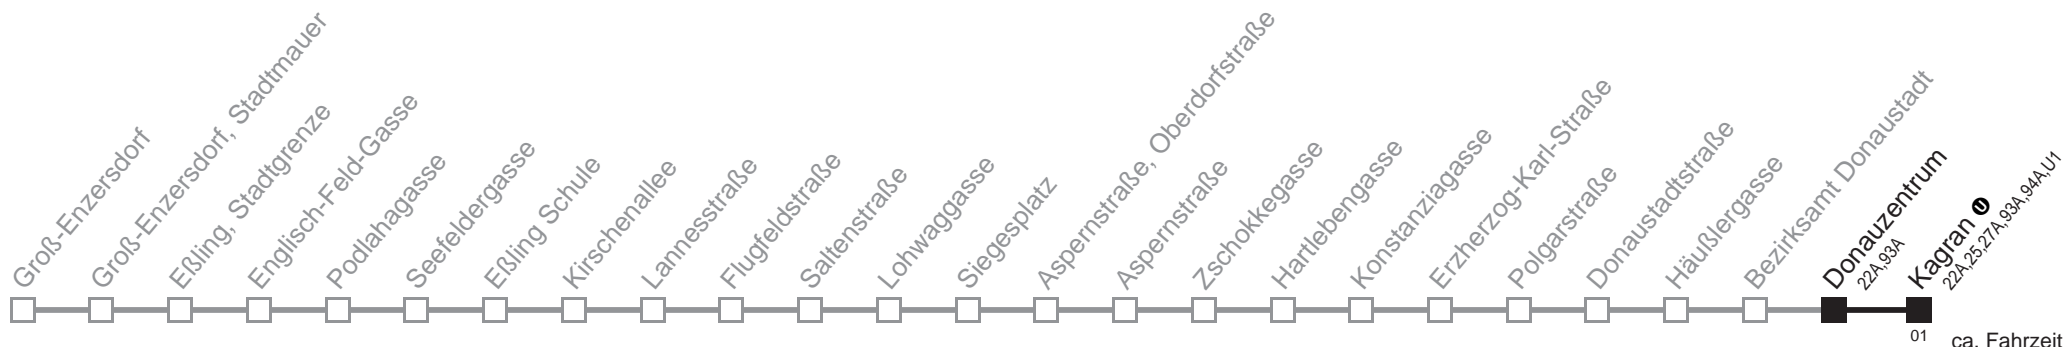 Groß-Enzersdorf
Groß-Enzersdorf, Stadtmauer
Eßling, Stadtgrenze
Englisch-Feld-Gasse
Podlahagasse
Seefeldergasse
Eßling Schule
Kirschenallee
Lannesstraße
Flugfeldstraße
Saltenstraße
Lohwaggasse
Siegesplatz
Aspernstraße, Oberdorfstraße
Aspernstraße
Zschokkegasse
Hartlebengasse
Konstanziagasse
Erzherzog-Karl-Straße
Polgarstraße
Donaustadtstraße
Häußlergasse
Bezirksamt Donaustadt
Donauzentrum
22A,93A
Kagran U
22A,25,27A,93A,94A,U1
01
ca. Fahrzeit